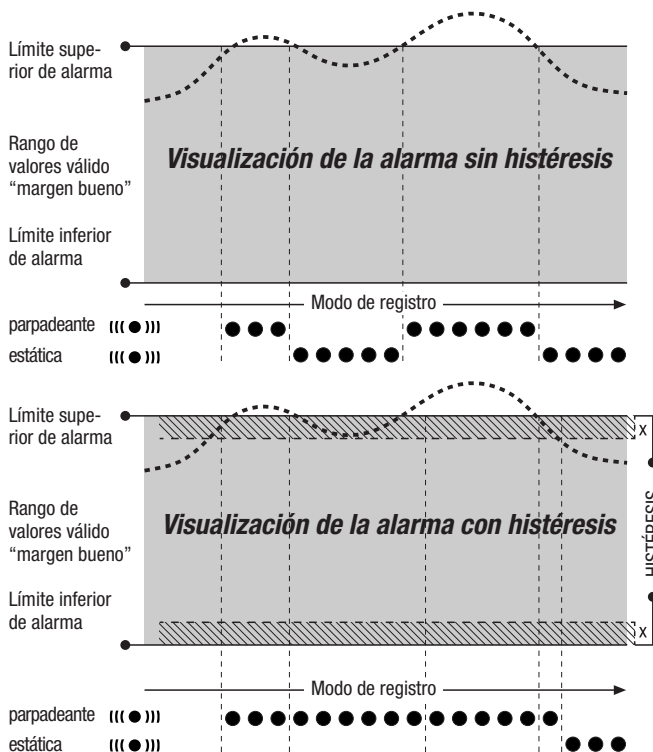 Límite supe-
rior de alarma
Rango de
valores válido
“margen bueno”
Visualización de la alarma sin histéresis
Límite inferior
de alarma
Modo de registro
parpadeante
estática
Límite supe-
rior de alarma
X
Rango de
valores válido
“margen bueno”
Visualización de la alarma con histéresis
HISTÉRESIS
Límite inferior
de alarma
X
Modo de registro
parpadeante
estática